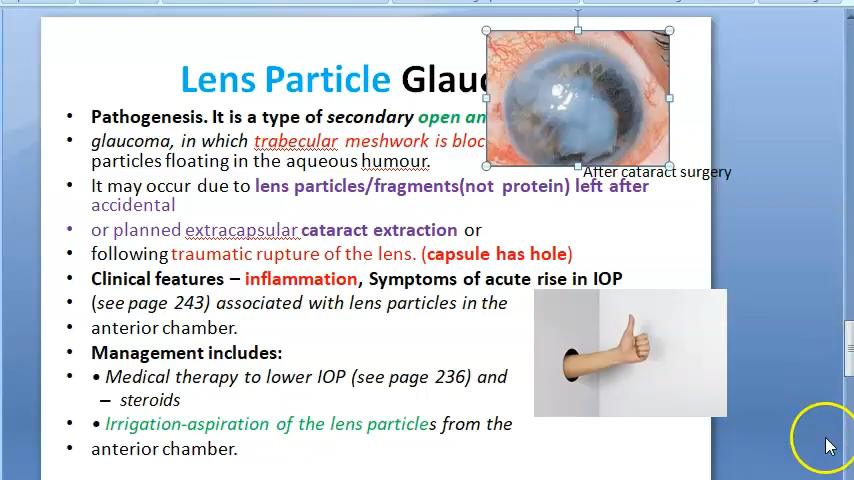 Lens Particle Glauc
• Pathogenesis. It is a type of secondary open an
• glaucoma, in which trabecular meshwork is bloc
particles floating in the aqueous humour.
After cataract surgery
• It may occur due to lens particles/fragments(not protein) left after
accidental
• or planned extracapsular cataract extraction or
• following traumatic rupture of the lens. (capsule has hole)
• Clinical features – inflammation, Symptoms of acute rise in IOP
• (see page 243) associated with lens particles in the
• anterior chamber.
• Management includes:
• • Medical therapy to lower IOP (see page 236) and
– steroids
• • Irrigation-aspiration of the lens particles from the
• anterior chamber.